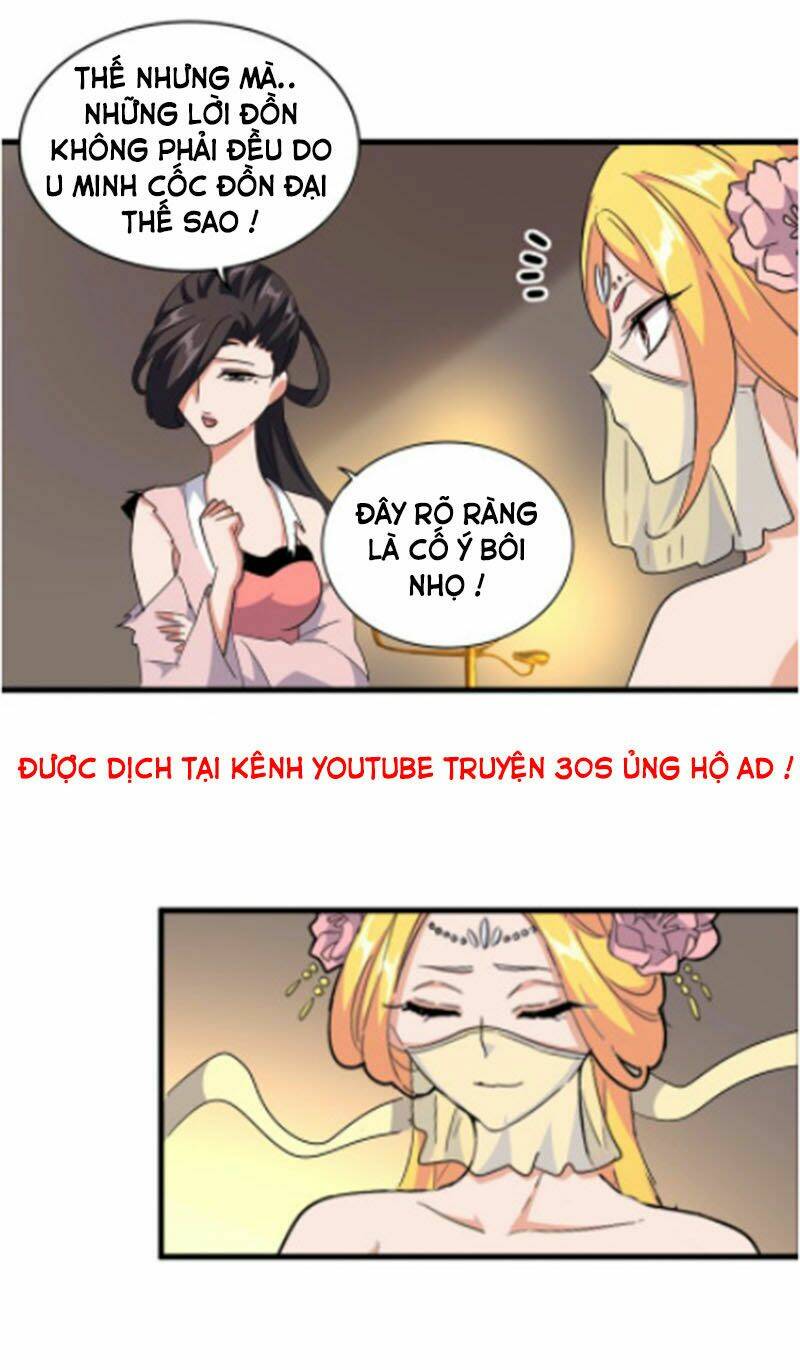 THẾ NHƯNG MÀ..
NHỮNG LỜI ĐỒN
KHÔNG PHẢI ĐỀU DO
U MINH CỐC ĐỒN ĐẠI
THẾ SAO !
ĐÂY RÕ RÀNG
LÀ CỐ Ý BÔI
NHỌ !
ĐƯỢC DỊCH TẠI KÊNH YOUTUBE TRUYỆN 30S ỦNG HỘ AD !